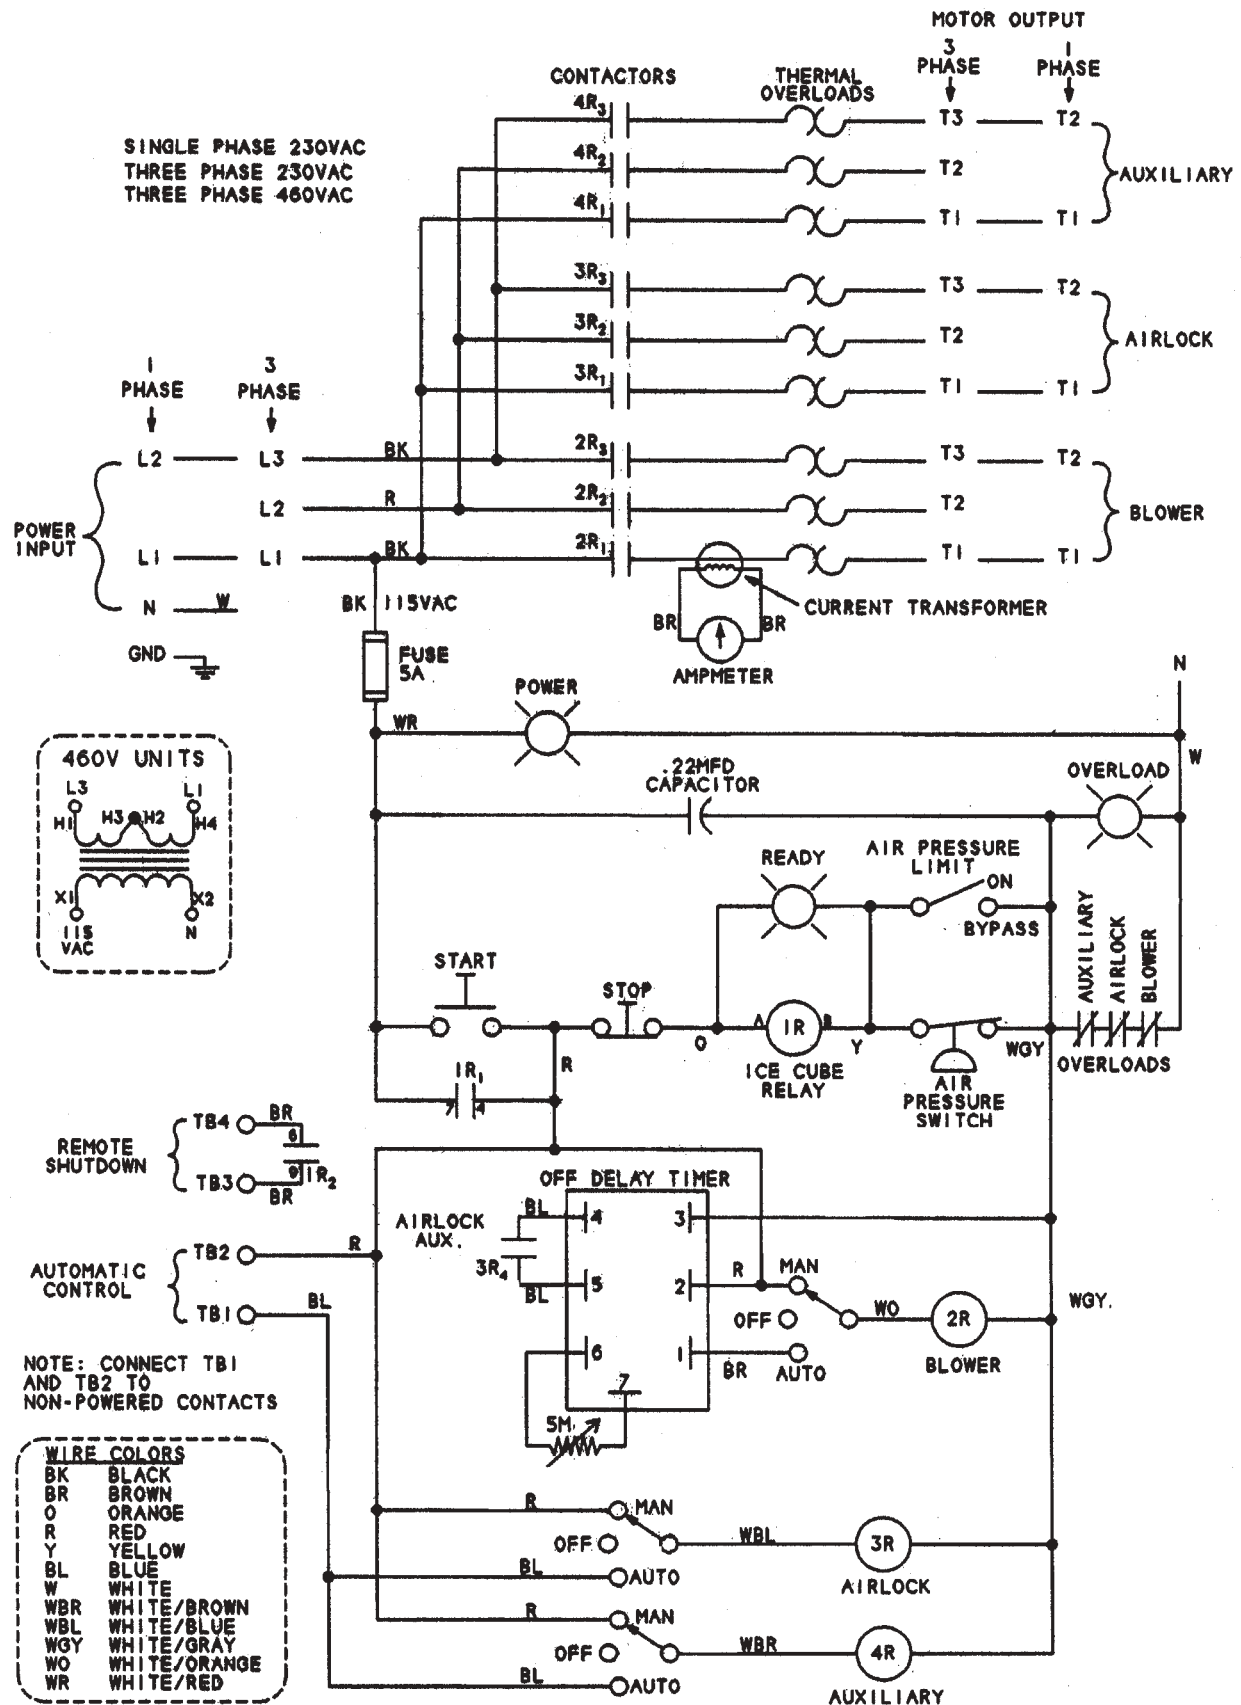 MOTOR OUTPUT
3 PHASE
1 PHASE
CONTACTORS
THERMAL OVERLOADS
SINGLE PHASE 230VAC
THREE PHASE 230VAC
THREE PHASE 460VAC
4R3
T3
T2
4R2
T2
AUXILIARY
4R1
T1
T1
3R3
T3
T2
3R2
T2
AIRLOCK
3R1
T1
T1
1 PHASE
3 PHASE
L2
L3
BK
2R3
T3
T2
L2
R
2R2
T2
BLOWER
POWER INPUT
L1
L1
BK
2R1
T1
T1
N
W
BK
115VAC
BR
BR
CURRENT TRANSFORMER
AMPMETER
GND
FUSE
5A
N
POWER
WR
W
460V UNITS
L3
L1
H1
H3
H2
H4
X1
X2
115 VAC
N
.22MFD
CAPACITOR
OVERLOAD
READY
AIR PRESSURE
LIMIT
ON
BYPASS
AUXILIARY
AIRLOCK
BLOWER
START
STOP
O
A
1R
B
Y
WGY
OVERLOADS
ICE CUBE
RELAY
AIR
PRESSURE
SWITCH
R
1R1
7
4
REMOTE
SHUTDOWN
TB4
BR
6
9
1R2
TB3
BR
OFF DELAY TIMER
AIRLOCK
AUX.
BL
4
3
3R4
BL
5
2
R
MAN
6
1
BR
AUTO
7
OFF
WO
2R
BLOWER
WGY.
5M
AUTOMATIC
CONTROL
TB2
R
TB1
BL
NOTE: CONNECT TB1
AND TB2 TO
NON-POWERED CONTACTS
WIRE COLORS
BK BLACK
BR BROWN
O ORANGE
R RED
Y YELLOW
BL BLUE
W WHITE
WBR WHITE/BROWN
WBL WHITE/BLUE
WGY WHITE/GRAY
WO WHITE/ORANGE
WR WHITE/RED
R
MAN
OFF
WBL
3R
AIRLOCK
BL
AUTO
R
MAN
OFF
WBR
4R
AUXILIARY
BL
AUTO